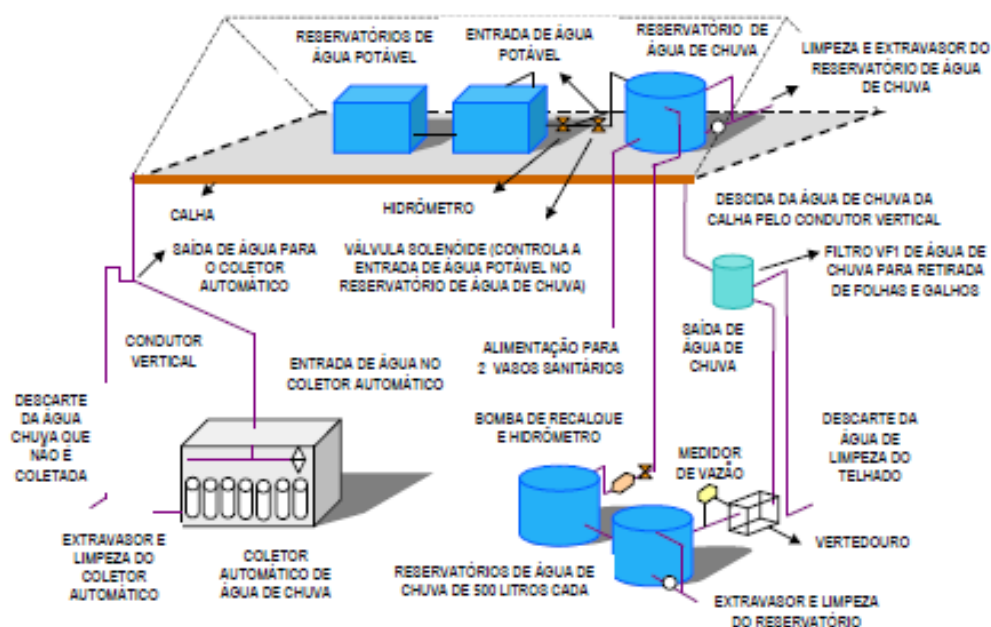 RESERVATÓRIOS DE
ÁGUA POTÁVEL
ENTRADA DE ÁGUA
POTÁVEL
RESERVATÓRIO DE
ÁGUA DE CHUVA
LIMPEZA E EXTRAVASOR DO
RESERVATÓRIO DE ÁGUA
DE CHUVA
CALHA
HIDRÔMETRO
DESCIDA DA ÁGUA DE CHUVA DA
CALHA PELO CONDUTOR VERTICAL
SAÍDA DE ÁGUA PARA
O COLETOR
AUTOMÁTICO
VÁLVULA SOLENÓIDE (CONTROLA A
ENTRADA DE ÁGUA POTÁVEL NO
RESERVATÓRIO DE ÁGUA DE CHUVA)
FILTRO VF1 DE ÁGUA DE
CHUVA PARA RETIRADA
DE FOLHAS E GALHOS
CONDUTOR
VERTICAL
ENTRADA DE ÁGUA NO
COLETOR AUTOMÁTICO
ALIMENTAÇÃO PARA
2 VASOS SANITÁRIOS
SAÍDA DE
ÁGUA DE
CHUVA
DESCARTE
DA ÁGUA
CHUVA QUE
NÃO É
COLETADA
BOMBA DE RECALQUE
E HIDRÔMETRO
MEDIDOR
DE VAZÃO
DESCARTE DA
ÁGUA DE
LIMPEZA DO
TELHADO
EXTRAVASOR E
LIMPEZA DO
COLETOR
AUTOMÁTICO
COLETOR
AUTOMÁTICO DE
ÁGUA DE CHUVA
RESERVATÓRIOS DE ÁGUA DE
CHUVA DE 500 LITROS CADA
VERTEDOURO
EXTRAVASOR E LIMPEZA
DO RESERVATÓRIO